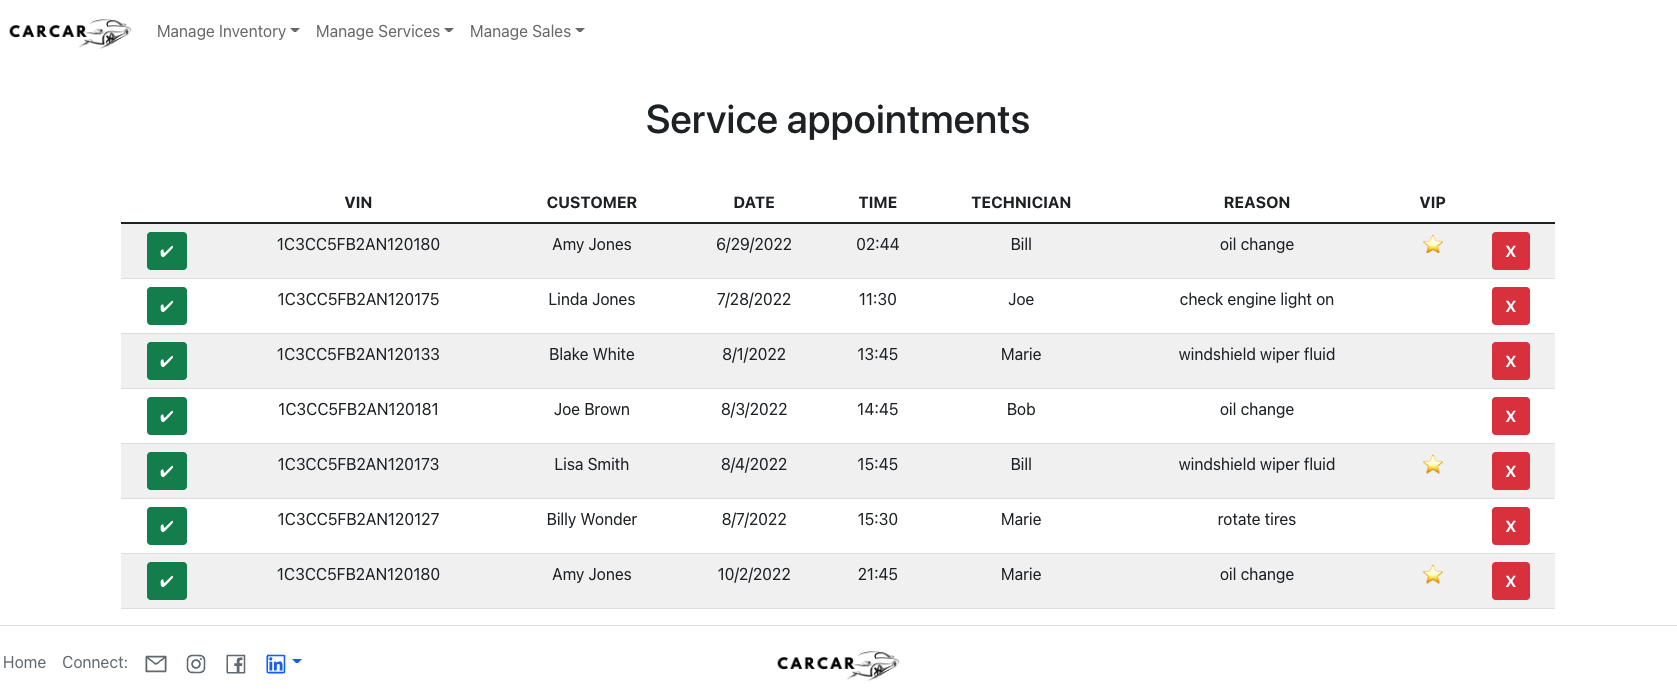 CARCAR Manage Inventory Manage Services Manage Sales
Service appointments
VIN CUSTOMER DATE TIME TECHNICIAN REASON VIP
✔ 1C3CC5FB2AN120180 Amy Jones 6/29/2022 02:44 Bill oil change ⭐ X
✔ 1C3CC5FB2AN120175 Linda Jones 7/28/2022 11:30 Joe check engine light on X
✔ 1C3CC5FB2AN120133 Blake White 8/1/2022 13:45 Marie windshield wiper fluid X
✔ 1C3CC5FB2AN120181 Joe Brown 8/3/2022 14:45 Bob oil change X
✔ 1C3CC5FB2AN120173 Lisa Smith 8/4/2022 15:45 Bill windshield wiper fluid ⭐ X
✔ 1C3CC5FB2AN120127 Billy Wonder 8/7/2022 15:30 Marie rotate tires X
✔ 1C3CC5FB2AN120180 Amy Jones 10/2/2022 21:45 Marie oil change ⭐ X
Home Connect: in CARCAR